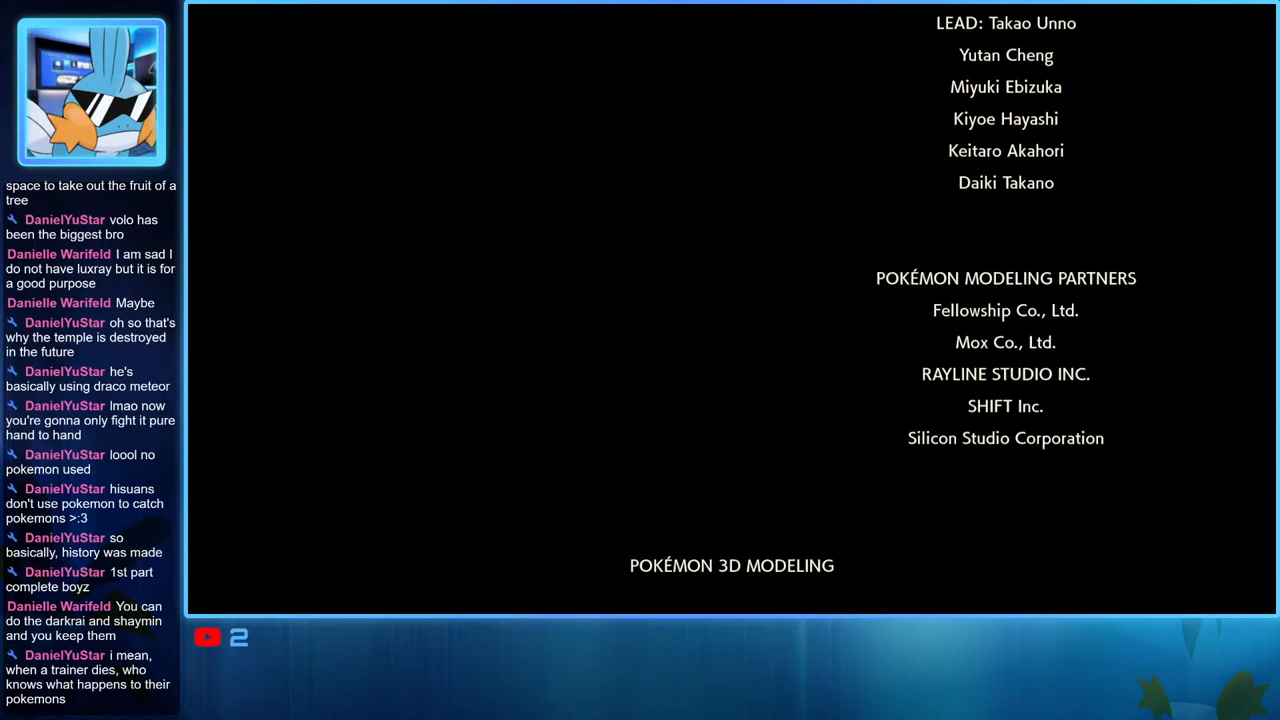 space to take out the fruit of a
tree
DanielYuStar volo has
been the biggest bro
Danielle Warifeld I am sad I
do not have luxray but it is for
a good purpose
Danielle Warifeld Maybe
DanielYuStar oh so that's
why the temple is destroyed
in the future
DanielYuStar he's
basically using draco meteor
DanielYuStar lmao now
you're gonna only fight it pure
hand to hand
DanielYuStar loool no
pokemon used
DanielYuStar hisuans
don't use pokemon to catch
pokemons >:3
DanielYuStar so
basically, history was made
DanielYuStar 1st part
complete boyz
Danielle Warifeld You can
do the darkrai and shaymin
and you keep them
DanielYuStar i mean,
when a trainer dies, who
knows what happens to their
pokemons
LEAD: Takao Unno
Yutan Cheng
Miyuki Ebizuka
Kiyoe Hayashi
Keitaro Akahori
Daiki Takano
POKÉMON MODELING PARTNERS
Fellowship Co., Ltd.
Mox Co., Ltd.
RAYLINE STUDIO INC.
SHIFT Inc.
Silicon Studio Corporation
POKÉMON 3D MODELING
2